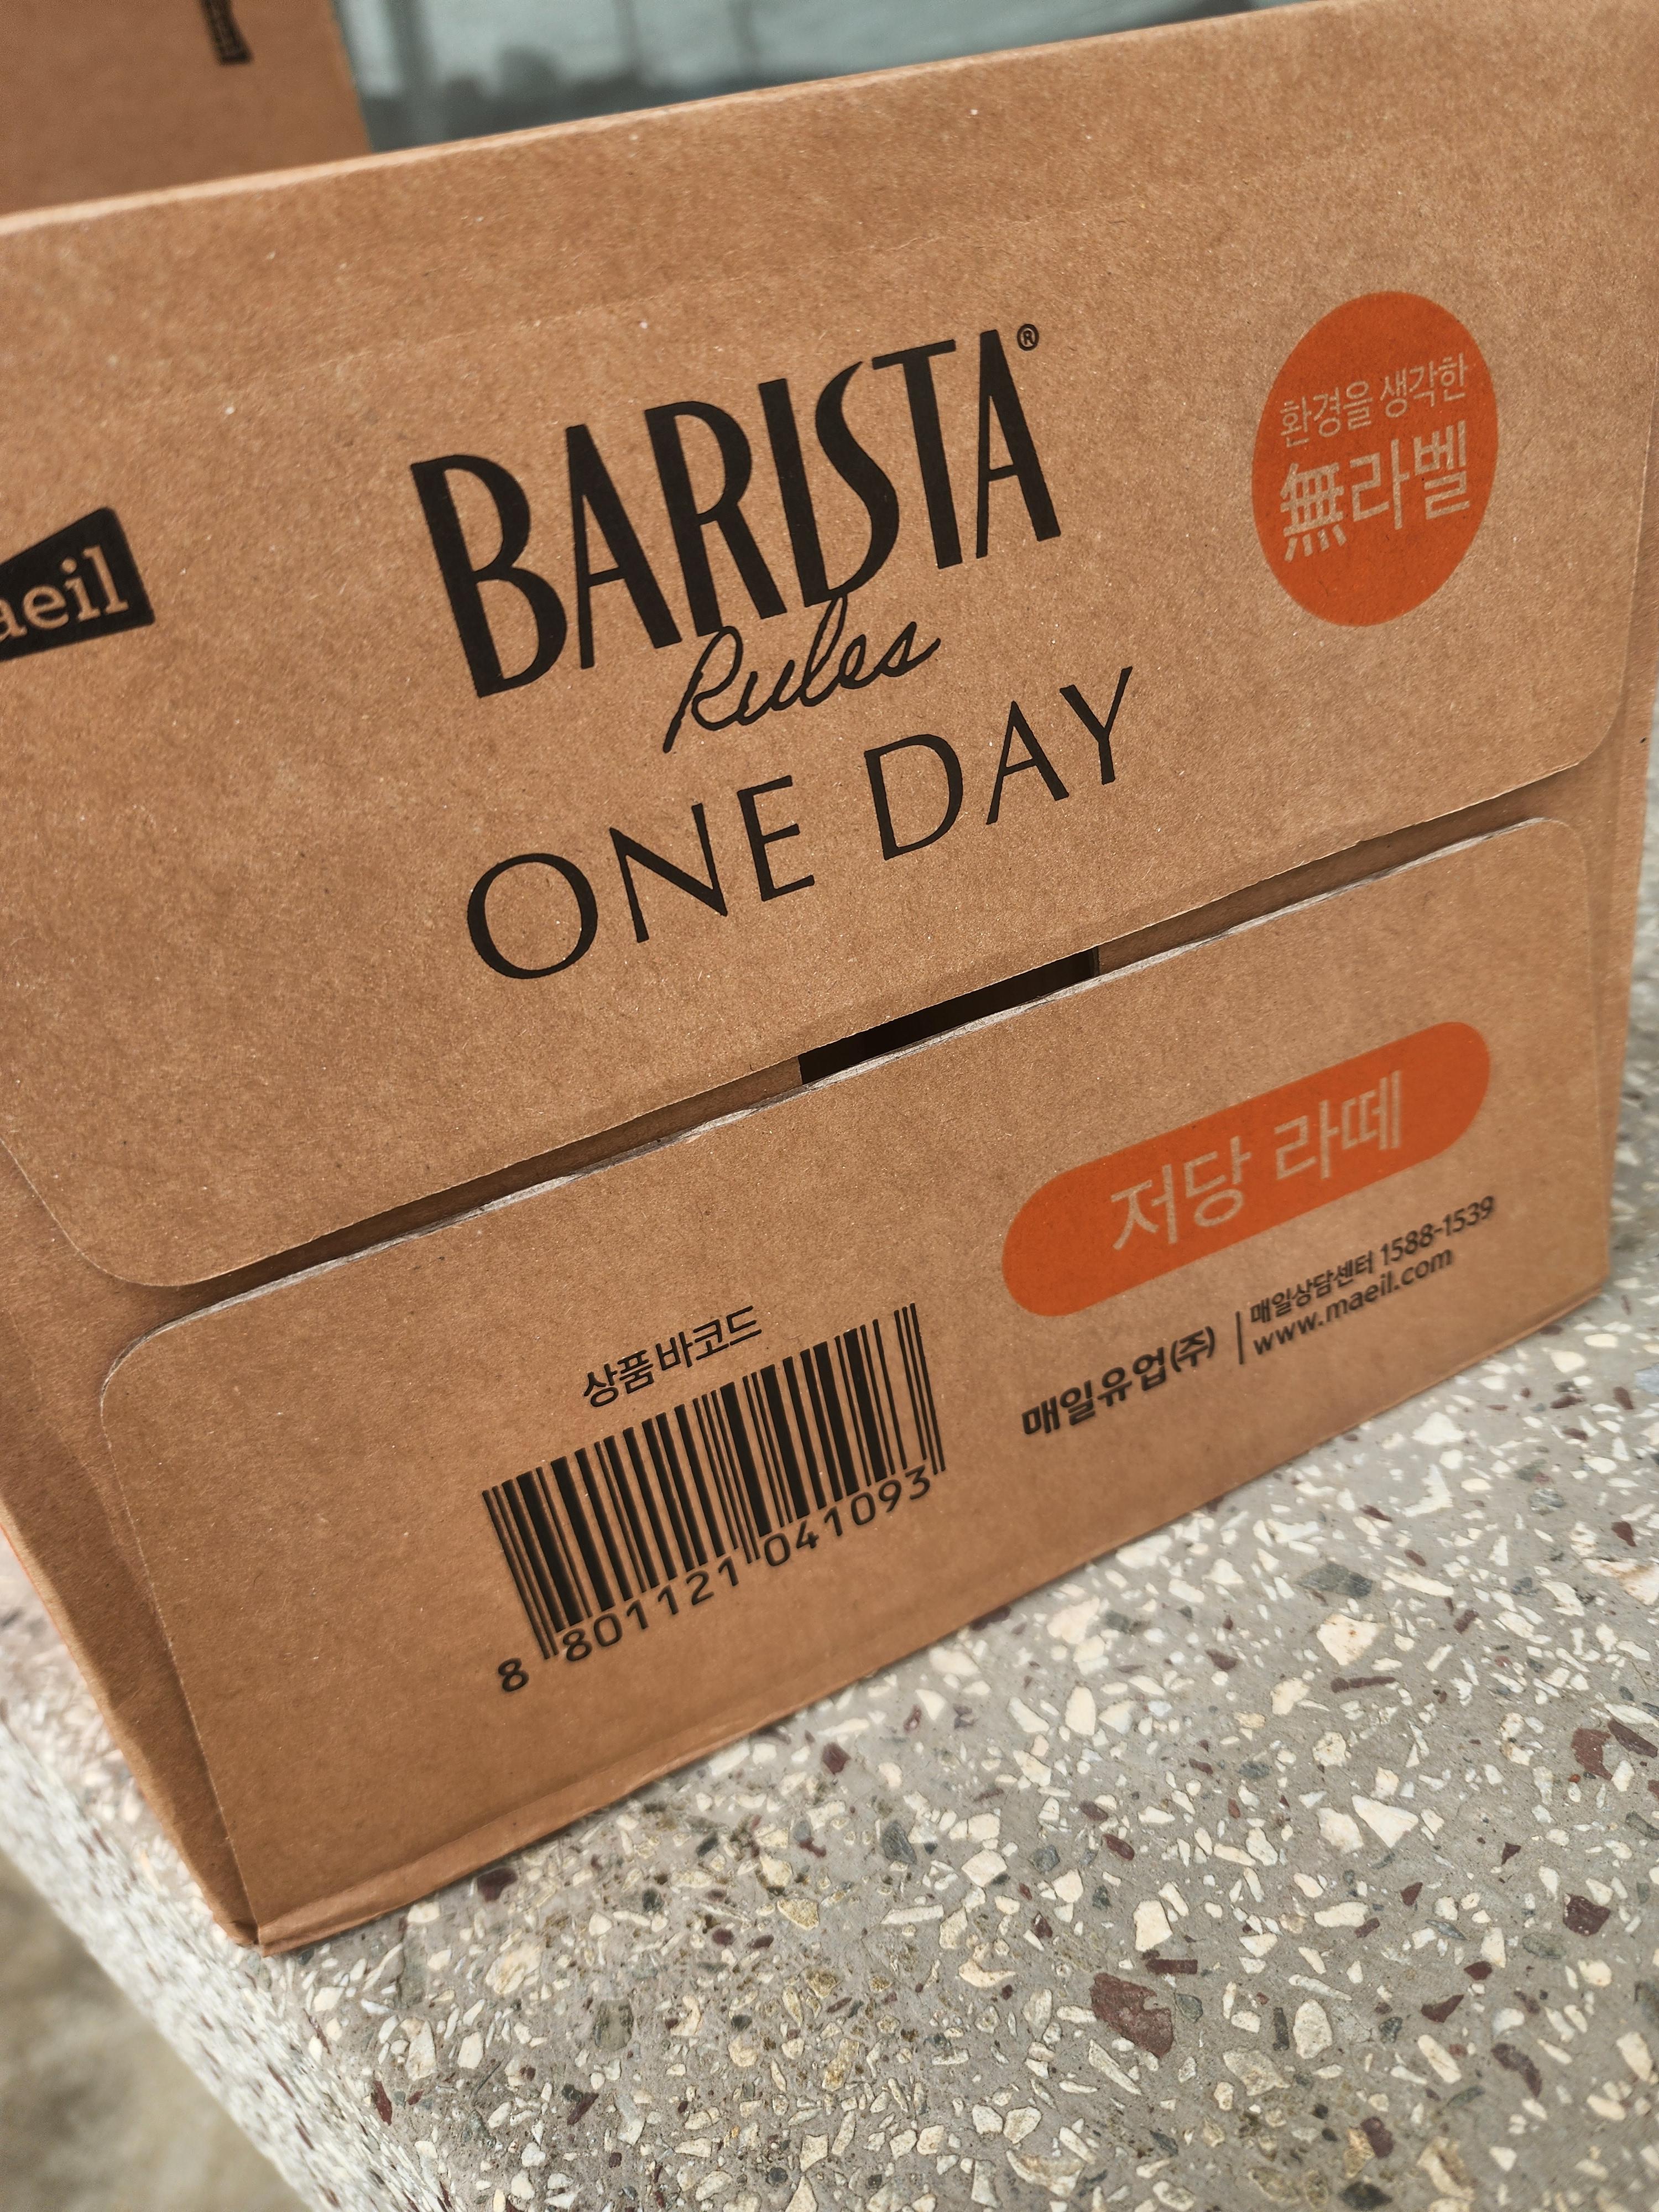 BARISTA®
Rules
ONE DAY
환경을 생각한
無라벨
aeil
저당 라떼
매일유업(주)
매일상담센터 1588-1539
www.maeil.com
상품 바코드
8 801121 041093